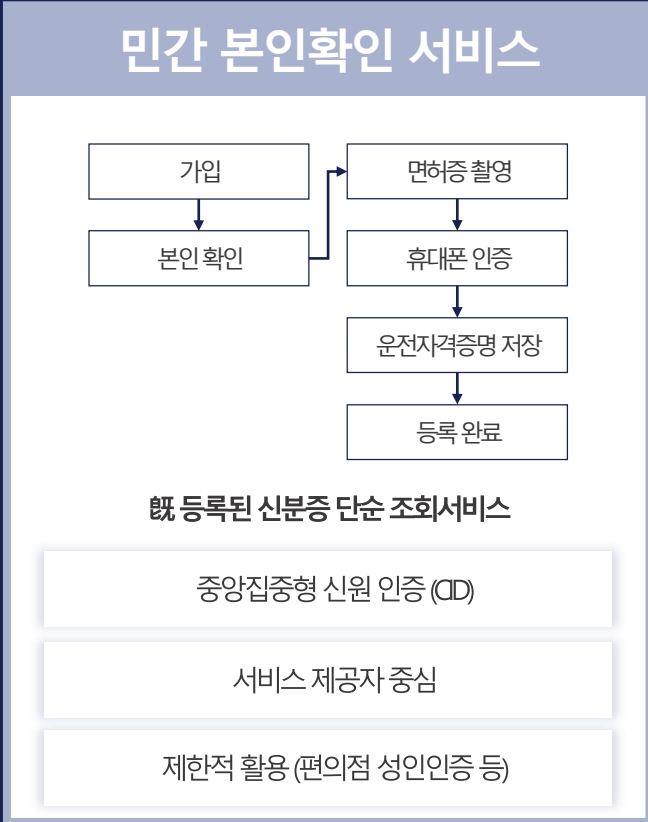 민간 본인확인 서비스
가입
본인 확인
면허증 촬영
휴대폰 인증
운전자격증명 저장
등록 완료
旣 등록된 신분증 단순 조회서비스
중앙집중형 신원 인증 (CID)
서비스 제공자 중심
제한적 활용 (편의점 성인인증 등)